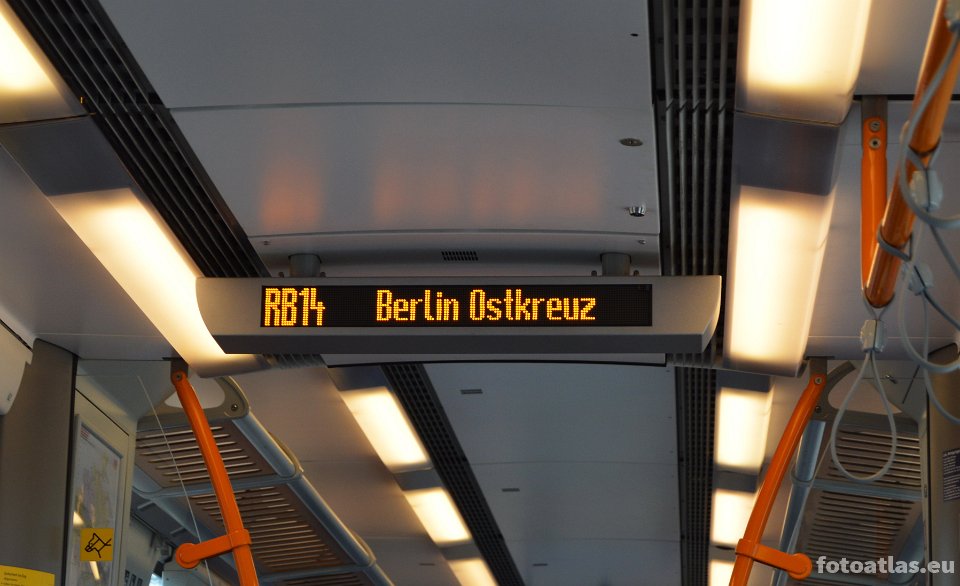 RB14 Berlin Ostkreuz
fotoatlas.eu